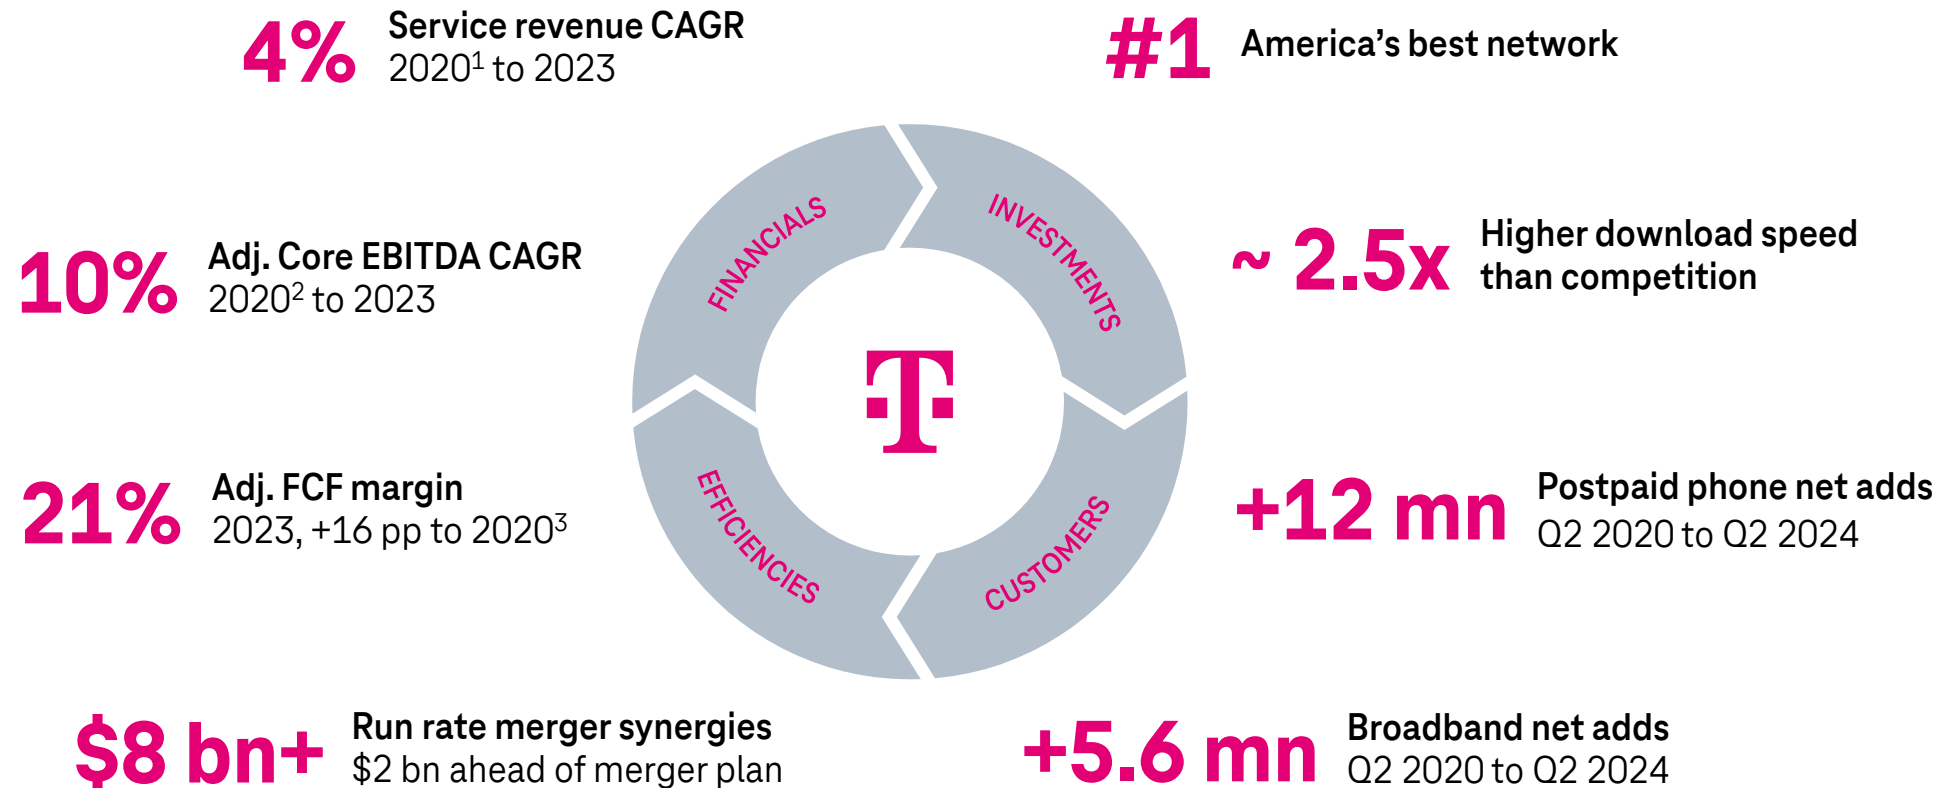 4%
Service revenue CAGR
2020¹ to 2023
#1
America's best network
10%
Adj. Core EBITDA CAGR
2020² to 2023
~ 2.5x
Higher download speed
than competition
21%
Adj. FCF margin
2023, +16 pp to 2020³
+12 mn
Postpaid phone net adds
Q2 2020 to Q2 2024
$8 bn+
Run rate merger synergies
$2 bn ahead of merger plan
+5.6 mn
Broadband net adds
Q2 2020 to Q2 2024
FINANCIALS
INVESTMENTS
CUSTOMERS
EFFICIENCIES
T